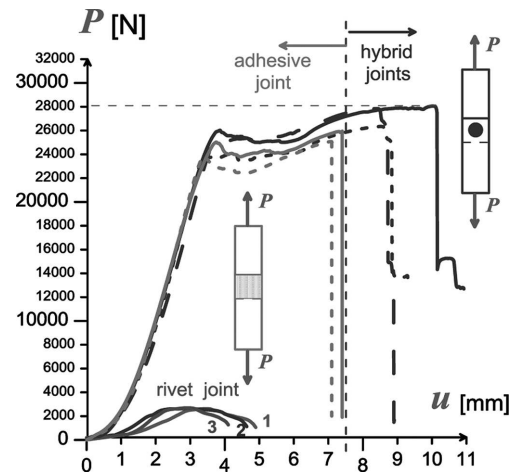 P [N]
adhesive
joint
hybrid
joints
P
P
32000
30000
28000
26000
24000
22000
20000
18000
16000
14000
12000
10000
8000
6000
4000
2000
0
P
P
rivet joint
3 2 1
u [mm]
0 1 2 3 4 5 6 7 8 9 10 11